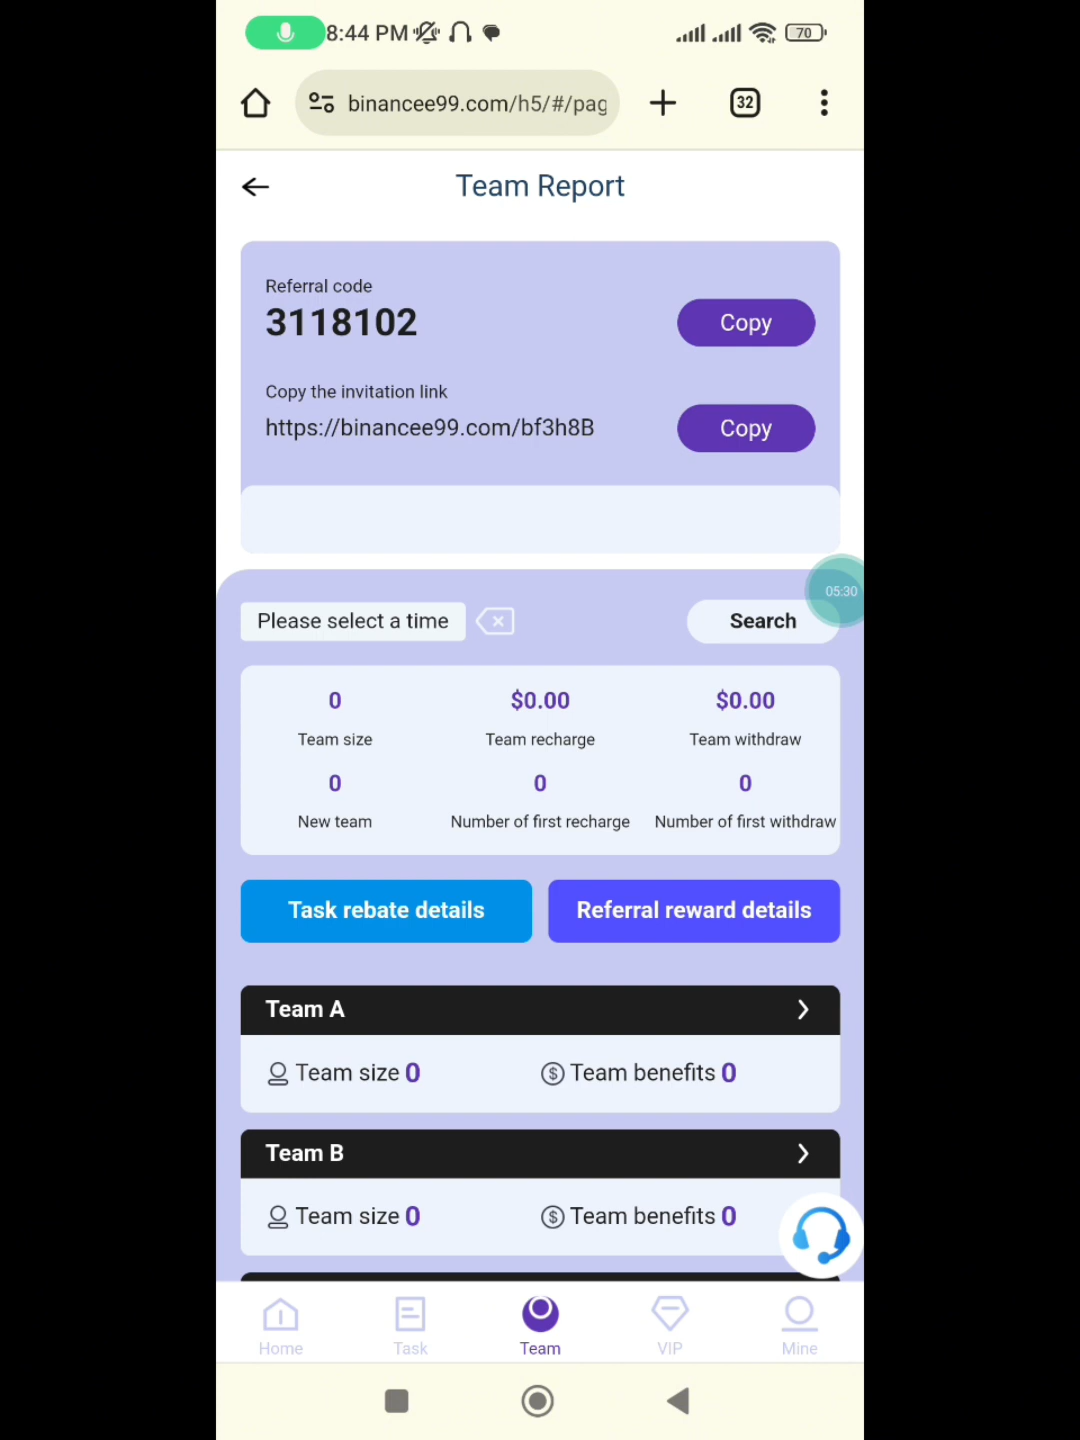 8:44 PM
70
binancee99.com/h5/#/pag
32
Team Report
Referral code
3118102
Copy
Copy the invitation link
https://binancee99.com/bf3h8B
Copy
05:30
Please select a time
Search
0 $0.00 $0.00
Team size Team recharge Team withdraw
0 0 0
New team Number of first recharge Number of first withdraw
Task rebate details Referral reward details
Team A
Team size 0 Team benefits 0
Team B
Team size 0 Team benefits 0
Home Task Team VIP Mine